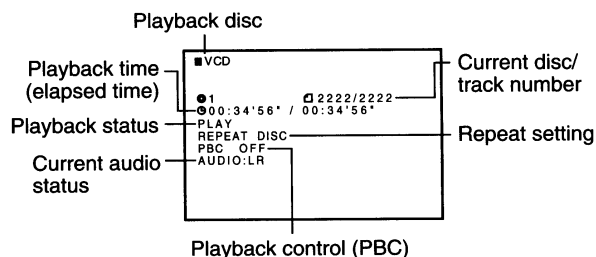 Playback disc
■VCD
Playback time
(elapsed time)
Current disc/
track number
1 2222/2222
00:34'56" / 00:34'56"
Playback status
PLAY
REPEAT DISC
Repeat setting
PBC OFF
Current audio
status
AUDIO:LR
Playback control (PBC)